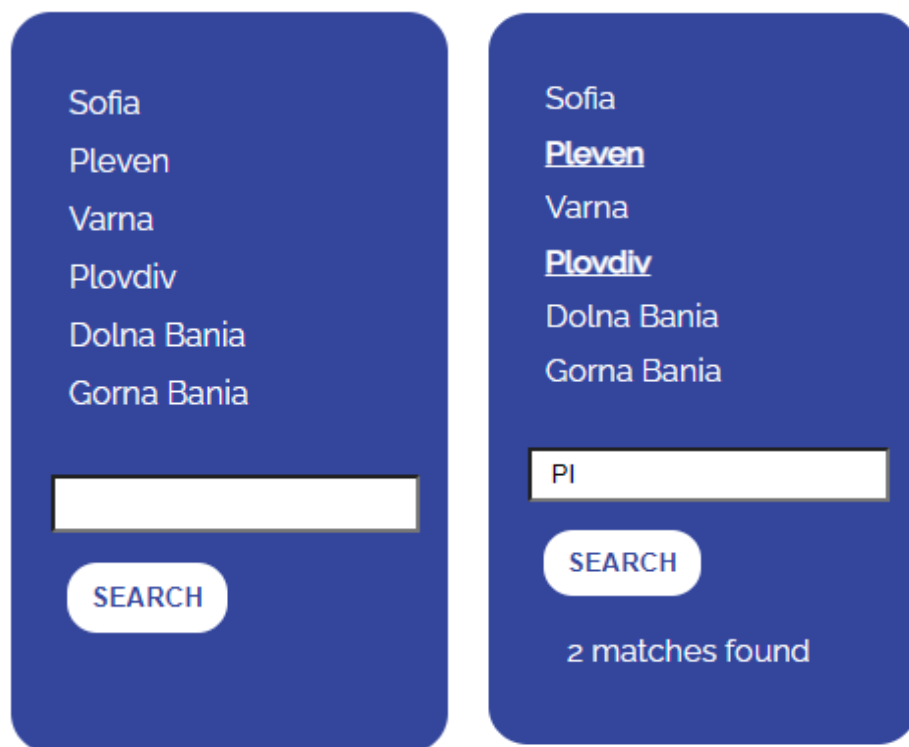 Sofia
Pleven
Varna
Plovdiv
Dolna Bania
Gorna Bania
SEARCH
Sofia
Pleven
Varna
Plovdiv
Dolna Bania
Gorna Bania
Pl
SEARCH
2 matches found